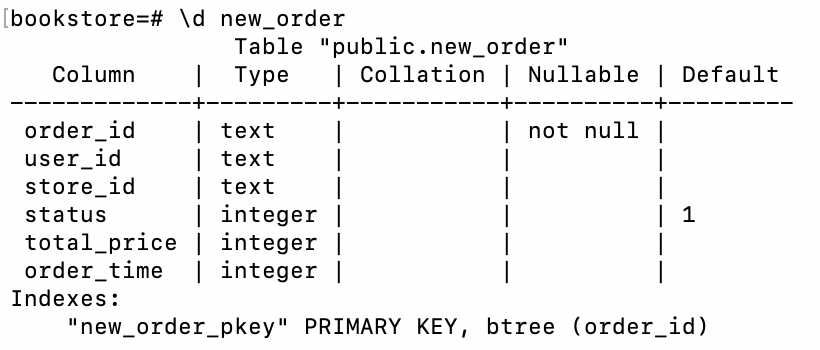 [bookstore=# \d new_order
               Table "public.new_order"
   Column    |  Type   | Collation | Nullable | Default
-------------+---------+-----------+----------+---------
 order_id    | text    |           | not null |
 user_id     | text    |           |          |
 store_id    | text    |           |          |
 status      | integer |           |          | 1
 total_price | integer |           |          |
 order_time  | integer |           |          |
Indexes:
    "new_order_pkey" PRIMARY KEY, btree (order_id)